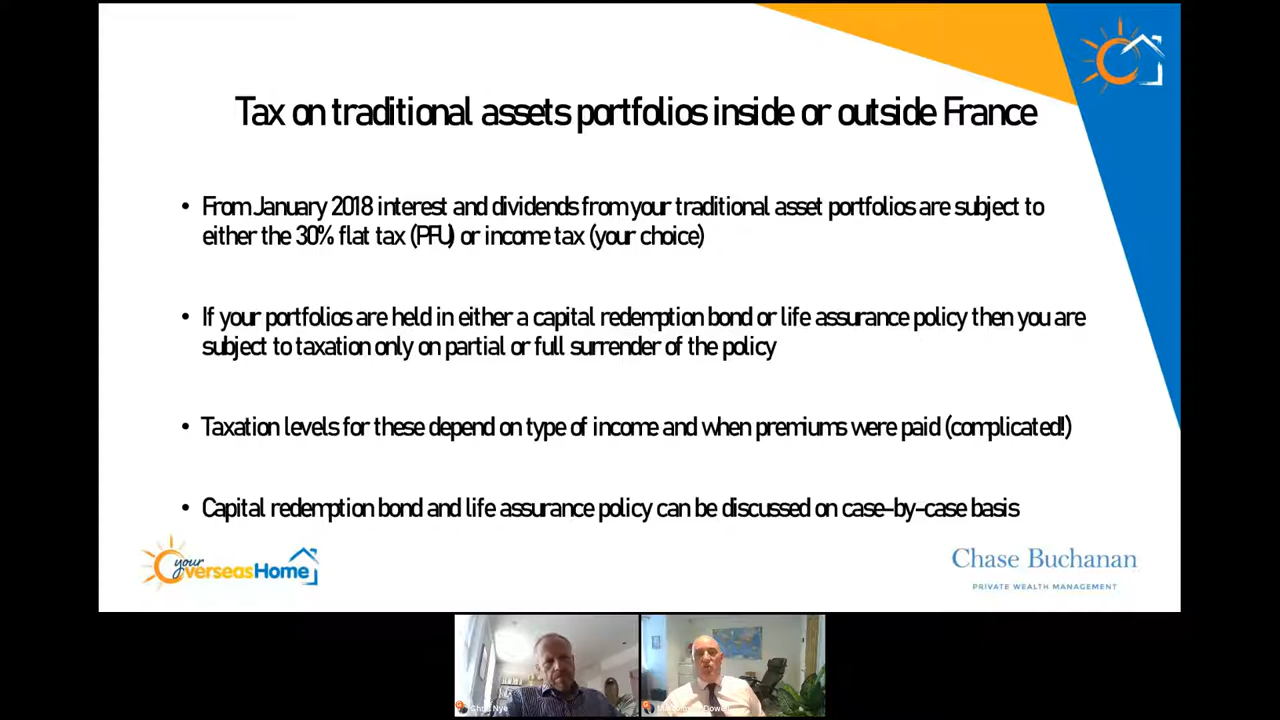 Tax on traditional assets portfolios inside or outside France
• From January 2018 interest and dividends from your traditional asset portfolios are subject to
either the 30% flat tax (PFU) or income tax (your choice)
• If your portfolios are held in either a capital redemption bond or life assurance policy then you are
subject to taxation only on partial or full surrender of the policy
• Taxation levels for these depend on type of income and when premiums were paid (complicated!)
• Capital redemption bond and life assurance policy can be discussed on case-by-case basis
your
OverseasHome
Chase Buchanan
PRIVATE WEALTH MANAGEMENT
Chris Nye